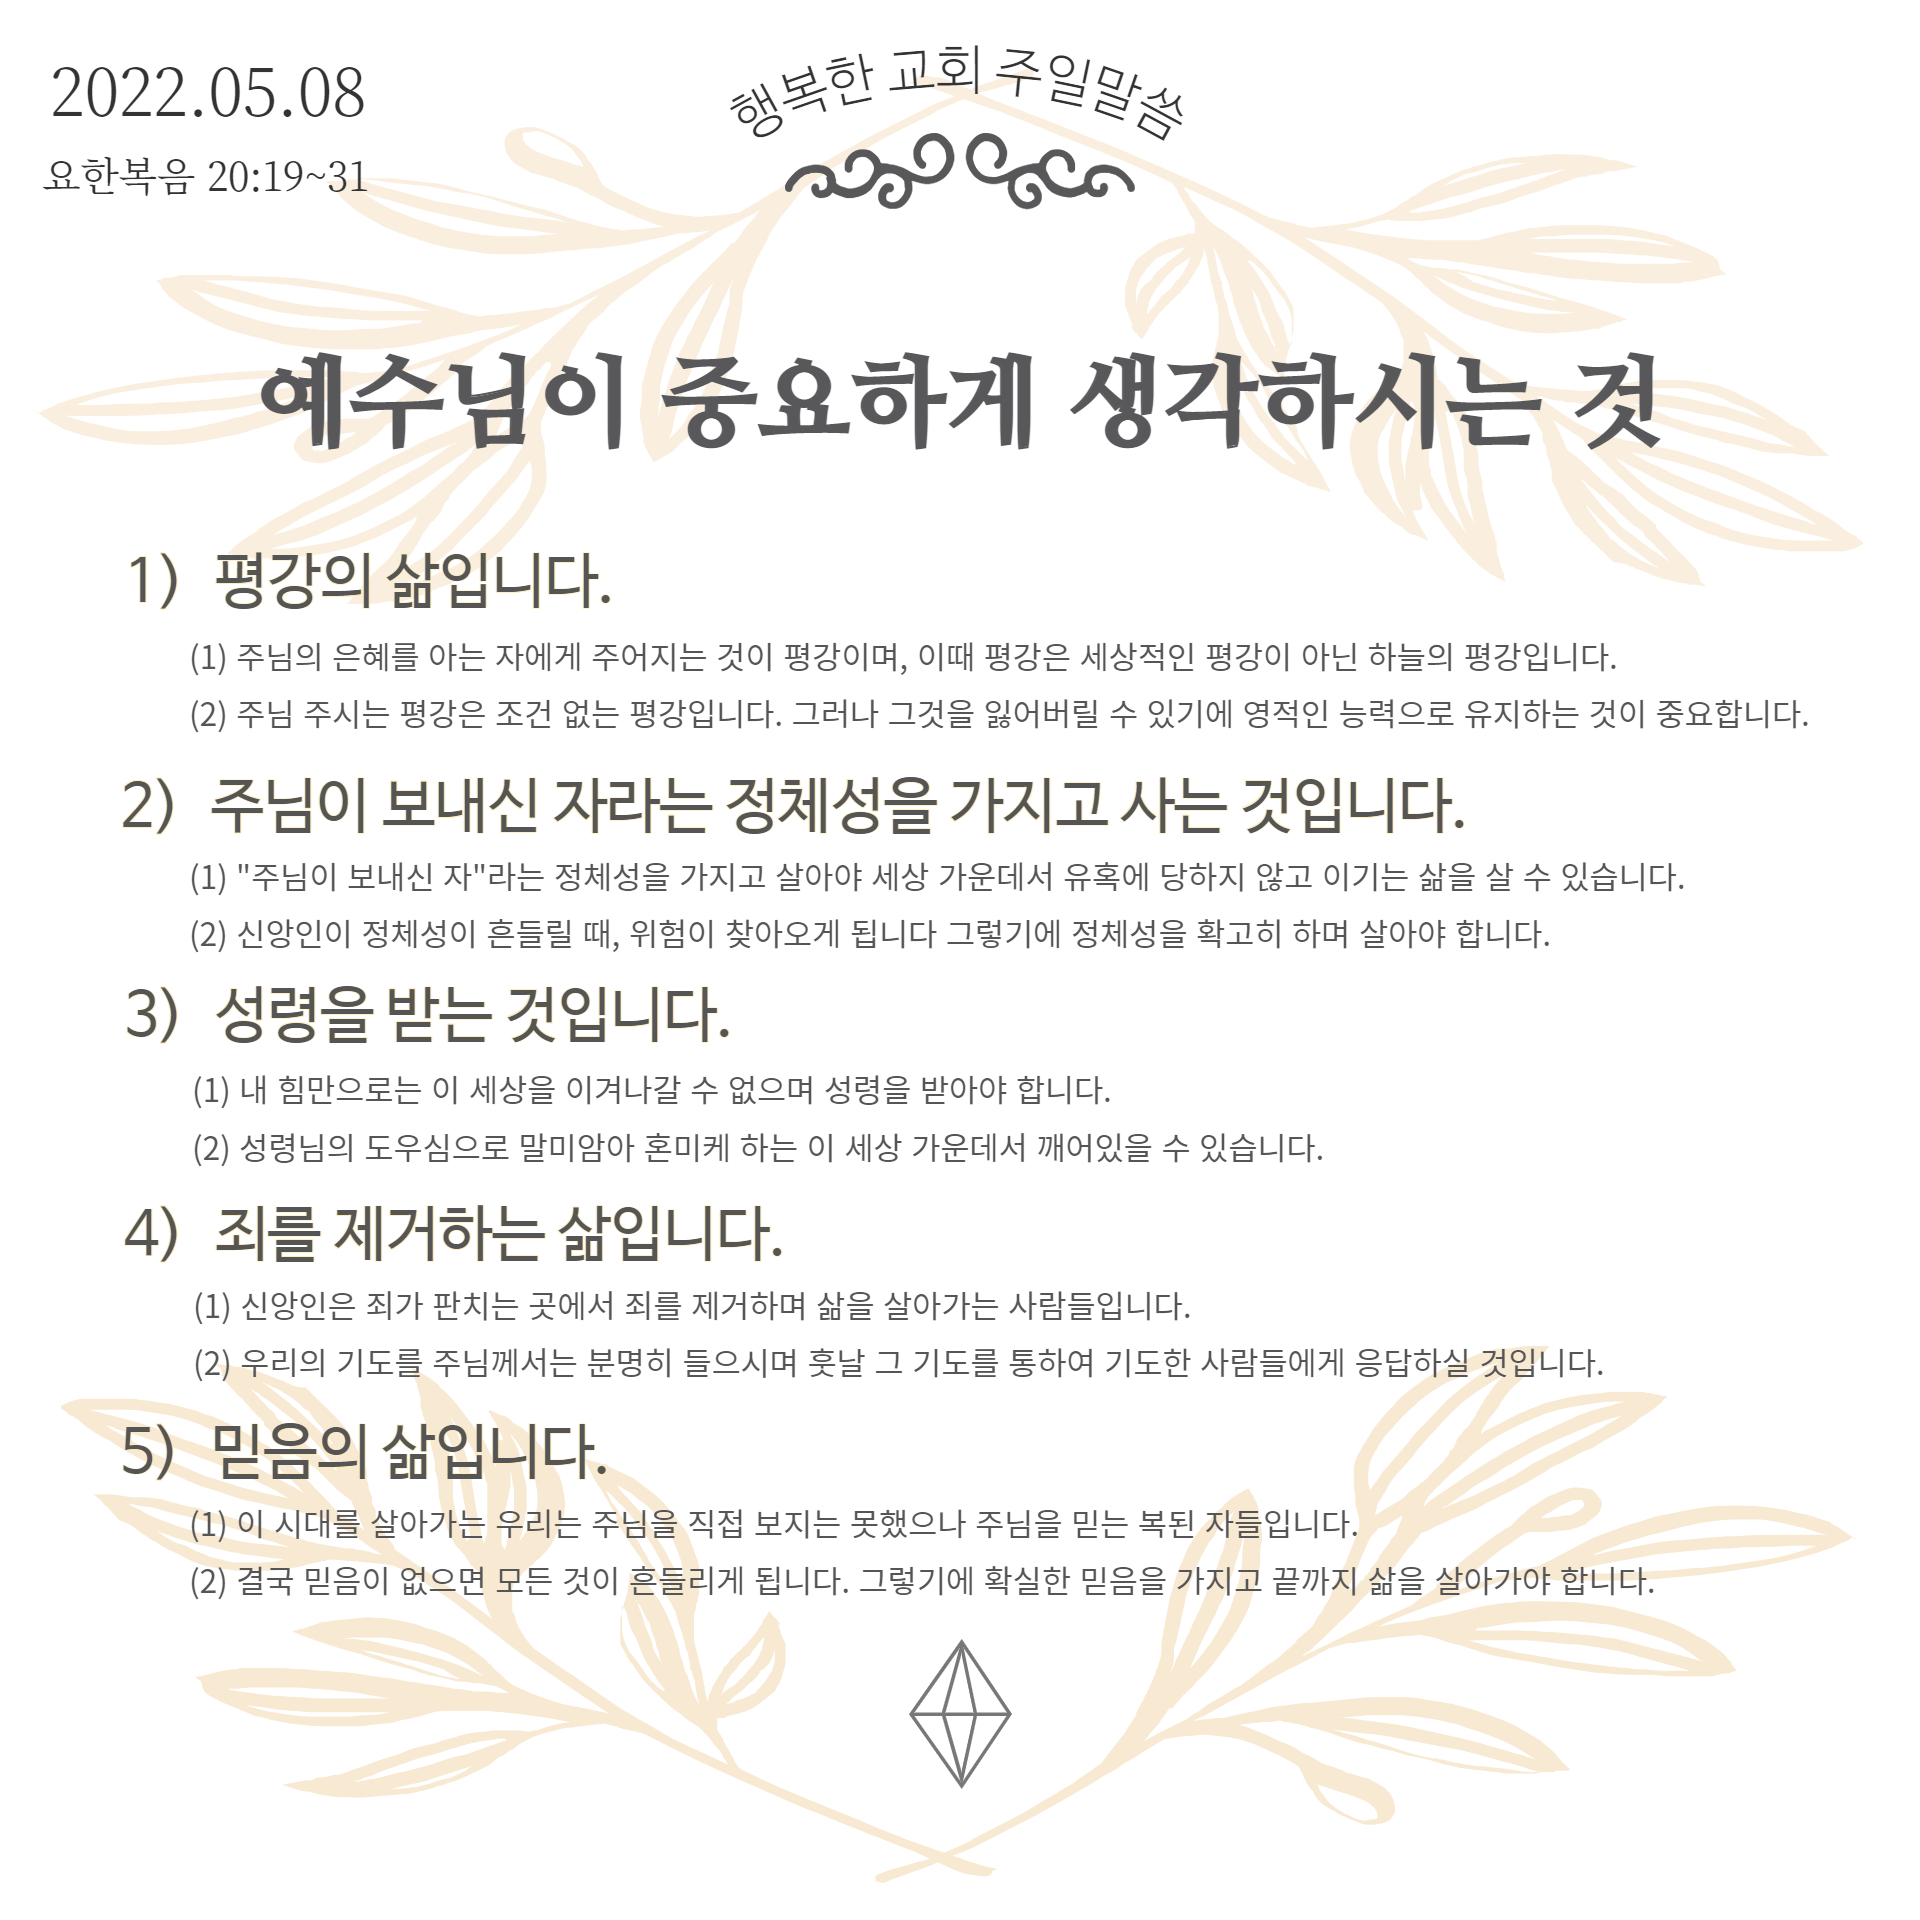 2022.05.08
요한복음 20:19~31
행복한 교회 주일말씀
예수님이 중요하게 생각하시는 것
1) 평강의 삶입니다.
(1) 주님의 은혜를 아는 자에게 주어지는 것이 평강이며, 이때 평강은 세상적인 평강이 아닌 하늘의 평강입니다.
(2) 주님 주시는 평강은 조건 없는 평강입니다. 그러나 그것을 잃어버릴 수 있기에 영적인 능력으로 유지하는 것이 중요합니다.
2) 주님이 보내신 자라는 정체성을 가지고 사는 것입니다.
(1) "주님이 보내신 자"라는 정체성을 가지고 살아야 세상 가운데서 유혹에 당하지 않고 이기는 삶을 살 수 있습니다.
(2) 신앙인이 정체성이 흔들릴 때, 위험이 찾아오게 됩니다 그렇기에 정체성을 확고히 하며 살아야 합니다.
3) 성령을 받는 것입니다.
(1) 내 힘만으로는 이 세상을 이겨나갈 수 없으며 성령을 받아야 합니다.
(2) 성령님의 도우심으로 말미암아 혼미케 하는 이 세상 가운데서 깨어있을 수 있습니다.
4) 죄를 제거하는 삶입니다.
(1) 신앙인은 죄가 판치는 곳에서 죄를 제거하며 삶을 살아가는 사람들입니다.
(2) 우리의 기도를 주님께서는 분명히 들으시며 훗날 그 기도를 통하여 기도한 사람들에게 응답하실 것입니다.
5) 믿음의 삶입니다.
(1) 이 시대를 살아가는 우리는 주님을 직접 보지는 못했으나 주님을 믿는 복된 자들입니다.
(2) 결국 믿음이 없으면 모든 것이 흔들리게 됩니다. 그렇기에 확실한 믿음을 가지고 끝까지 삶을 살아가야 합니다.